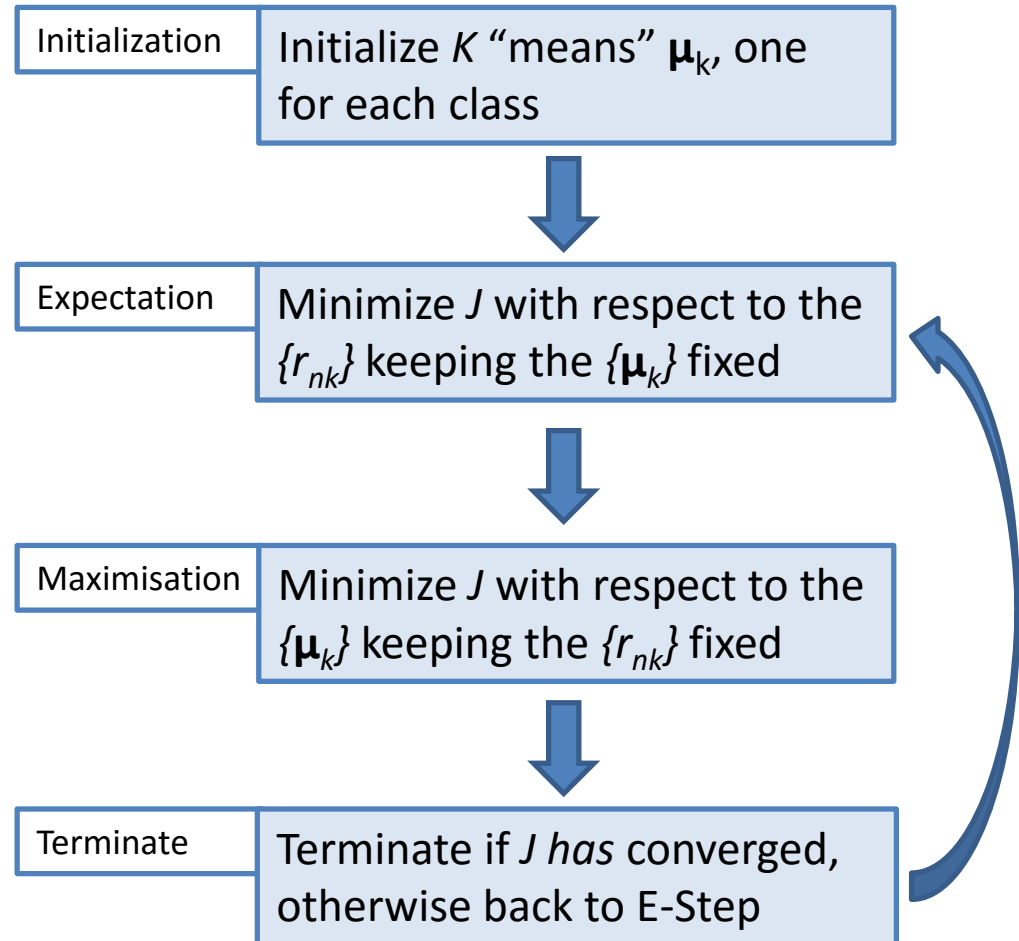 Initialization
Initialize K “means” μk, one
for each class
Expectation
Minimize J with respect to the
{rnk} keeping the {μk} fixed
Maximisation
Minimize J with respect to the
{μk} keeping the {rnk} fixed
Terminate
Terminate if J has converged,
otherwise back to E-Step